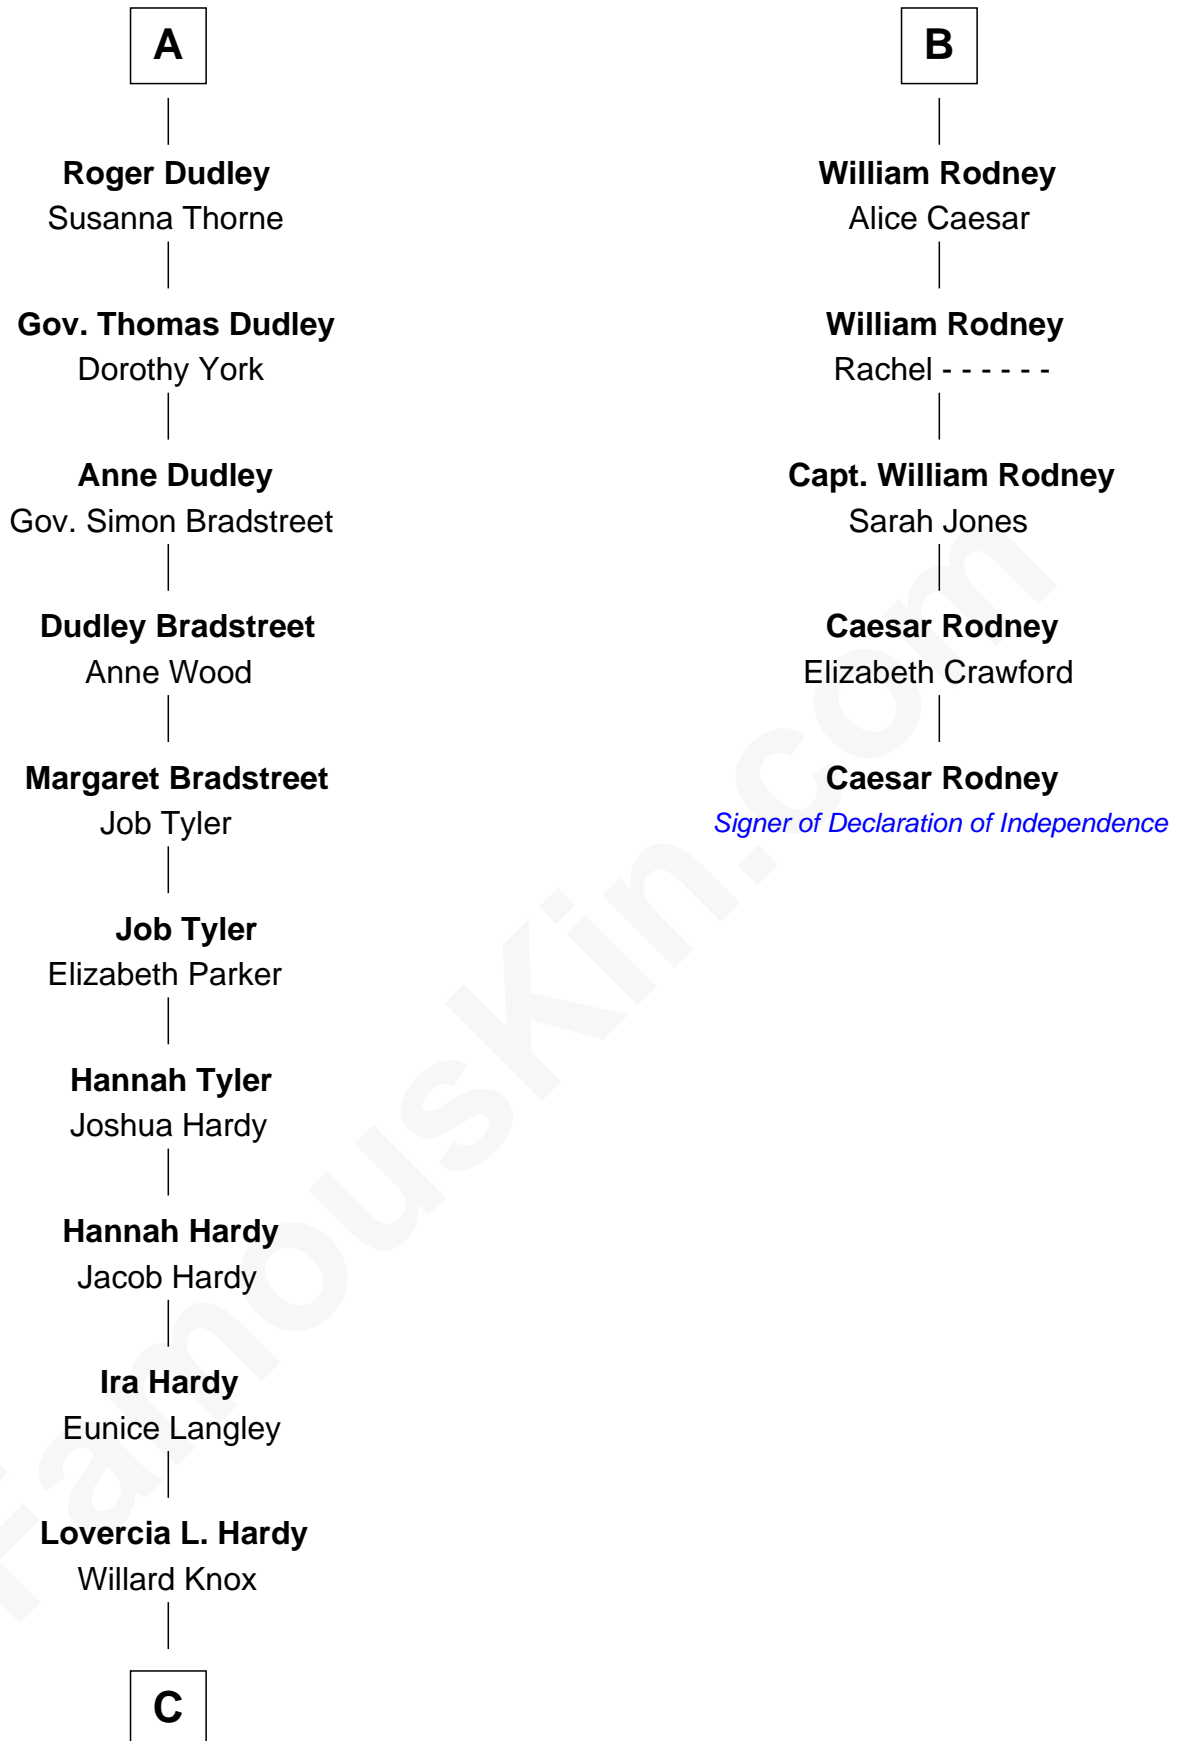 A
Roger Dudley
Susanna Thorne
Gov. Thomas Dudley
Dorothy York
Anne Dudley
Gov. Simon Bradstreet
Dudley Bradstreet
Anne Wood
Margaret Bradstreet
Job Tyler
Job Tyler
Elizabeth Parker
Hannah Tyler
Joshua Hardy
Hannah Hardy
Jacob Hardy
Ira Hardy
Eunice Langley
Lovercia L. Hardy
Willard Knox
C
B
William Rodney
Alice Caesar
William Rodney
Rachel - - - - - -
Capt. William Rodney
Sarah Jones
Caesar Rodney
Elizabeth Crawford
Caesar Rodney
Signer of Declaration of Independence
FamousKin.com